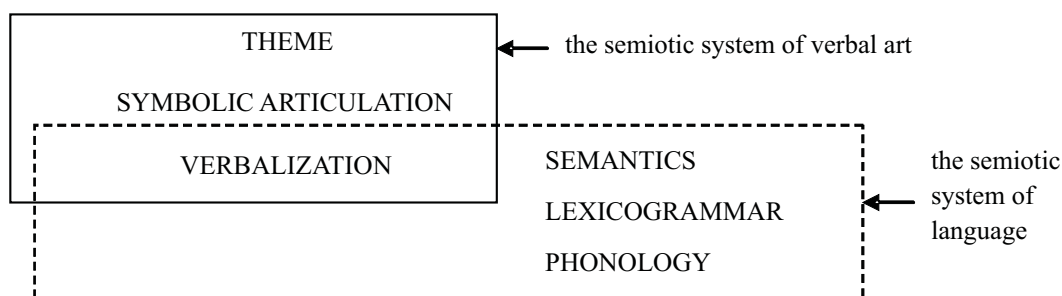 THEME
the semiotic system of verbal art
SYMBOLIC ARTICULATION
VERBALIZATION
SEMANTICS
LEXICOGRAMMAR
PHONOLOGY
the semiotic
system of
language